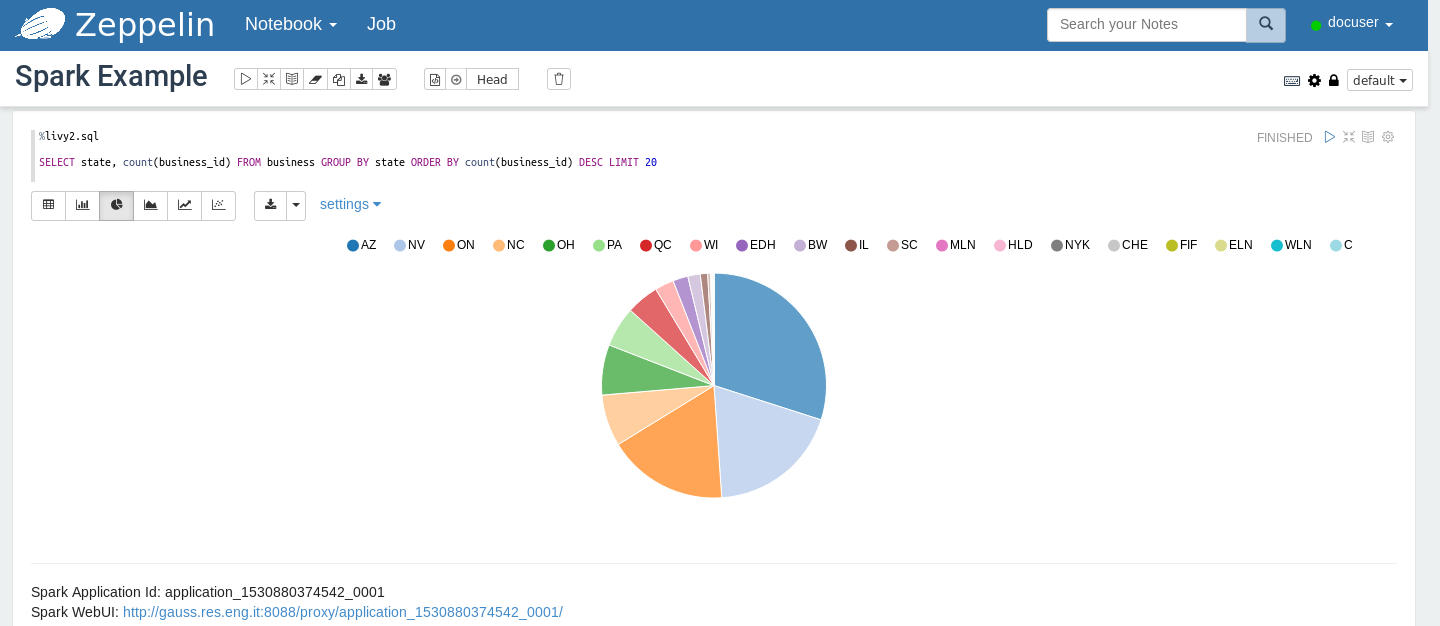 Zeppelin Notebook Job Search your Notes docuser
Spark Example Head default
%livy2.sql FINISHED
SELECT state, count(business_id) FROM business GROUP BY state ORDER BY count(business_id) DESC LIMIT 20
settings
AZ NV ON NC OH PA QC WI EDH BW IL SC MLN HLD NYK CHE FIF ELN WLN C
Spark Application Id: application_1530880374542_0001
Spark WebUI: http://gauss.res.eng.it:8088/proxy/application_1530880374542_0001/